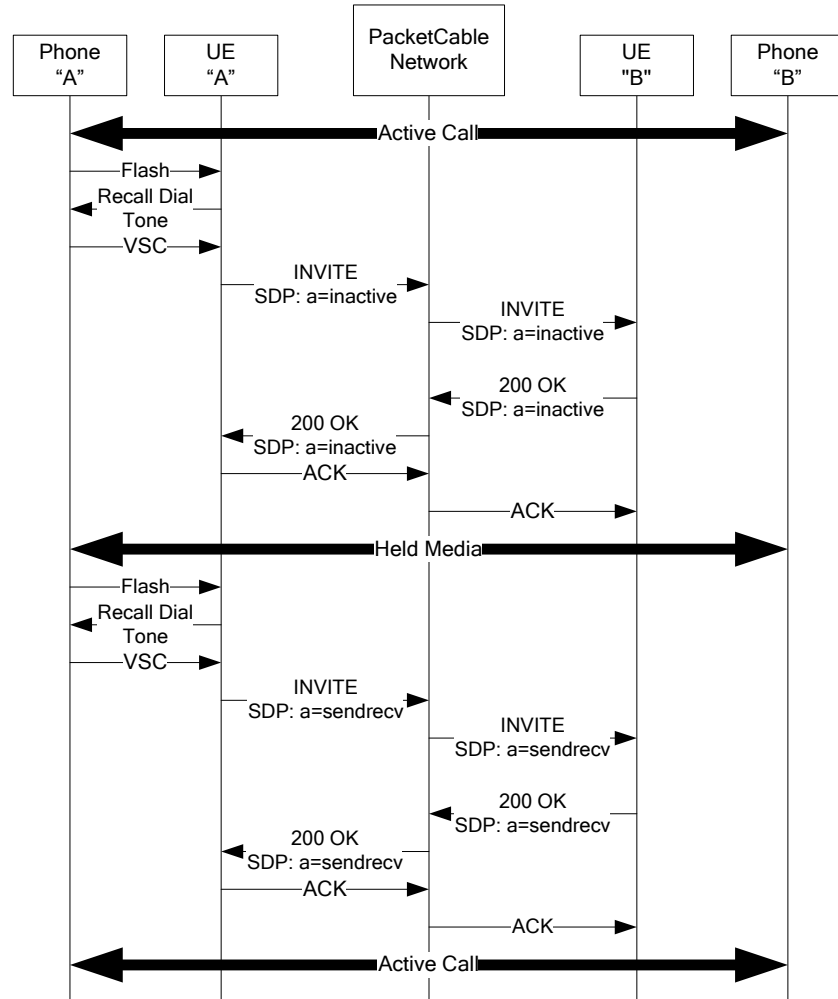 Phone
“A”
UE
“A”
PacketCable
Network
UE
"B"
Phone
“B”
Active Call
Flash
Recall Dial
Tone
VSC
INVITE
SDP: a=inactive
INVITE
SDP: a=inactive
200 OK
SDP: a=inactive
200 OK
SDP: a=inactive
ACK
ACK
Held Media
Flash
Recall Dial
Tone
VSC
INVITE
SDP: a=sendrecv
INVITE
SDP: a=sendrecv
200 OK
SDP: a=sendrecv
200 OK
SDP: a=sendrecv
ACK
ACK
Active Call